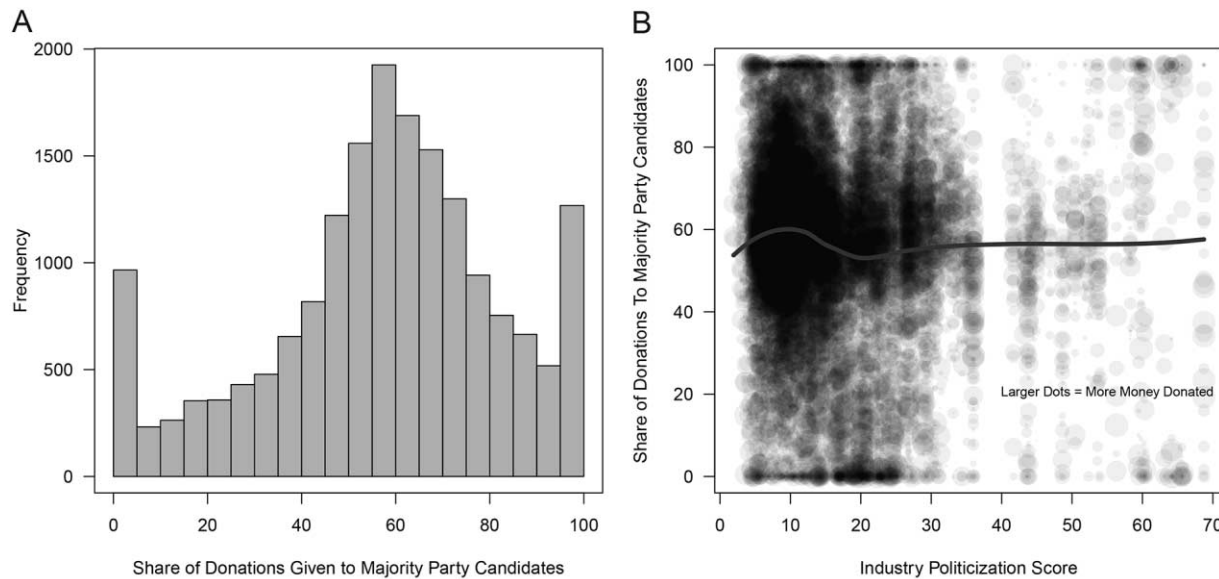 A
Frequency
2000
1500
1000
500
0
0 20 40 60 80 100
Share of Donations Given to Majority Party Candidates
B
Share of Donations To Majority Party Candidates
100
80
60
40
20
0
Larger Dots = More Money Donated
0 10 20 30 40 50 60 70
Industry Politicization Score